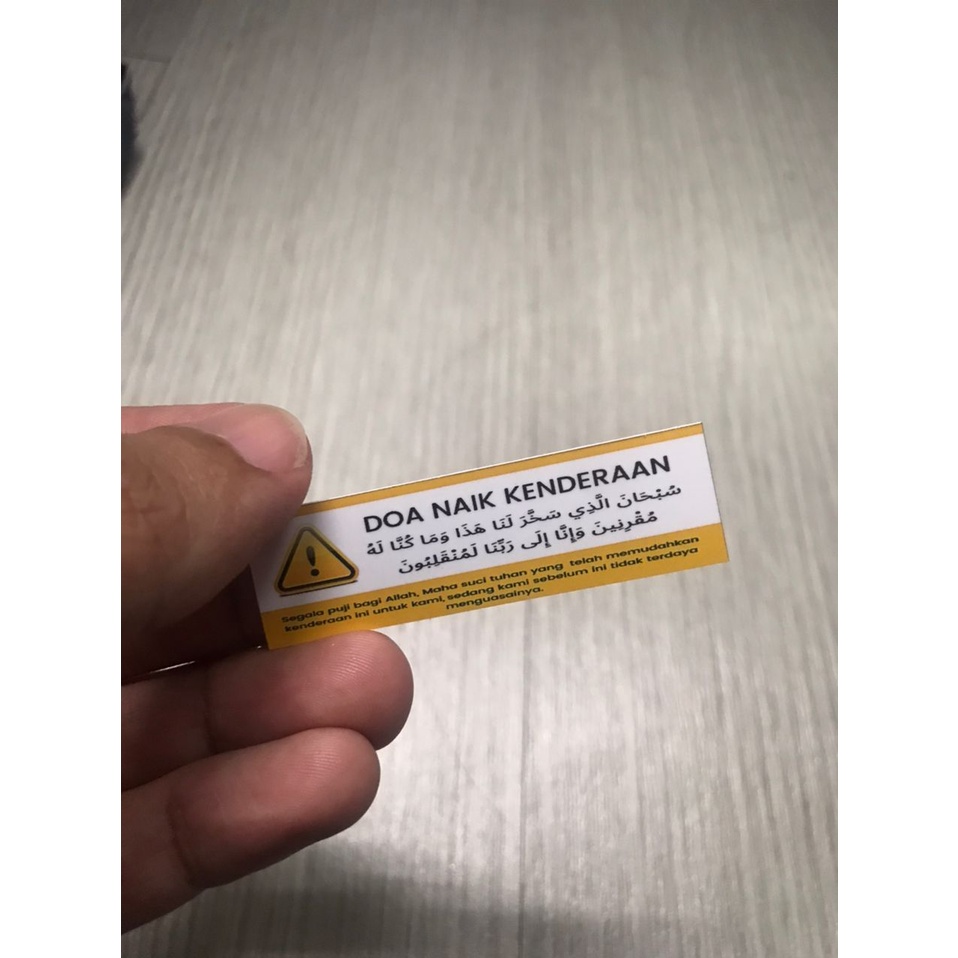 DOA NAIK KENDERAAN
سُبْحَانَ الَّذِي سَخَّرَ لَنَا هَذَا وَمَا كُنَّا لَهُ
مُقْرِنِينَ وَإِنَّا إِلَى رَبِّنَا لَمُنْقَلِبُونَ
Segala puji bagi Allah, Maha suci tuhan yang telah memudahkan
kenderaan ini untuk kami, sedang kami sebelum ini tidak terdaya
menguasainya.